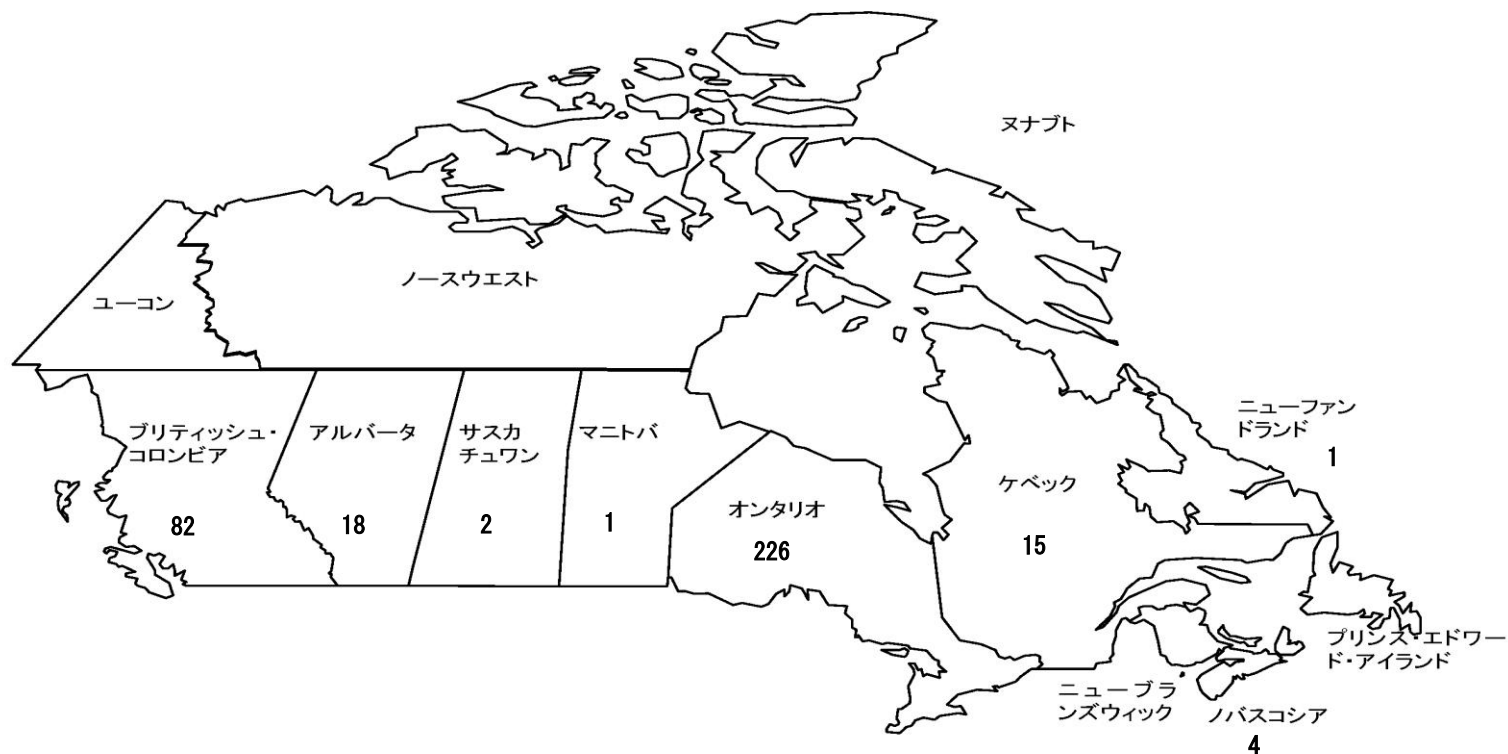 ヌナブト
ノースウエスト
ユーコン
ブリティッシュ・
コロンビア
82
アルバータ
18
サスカ
チュワン
2
マニトバ
1
オンタリオ
226
ケベック
15
ニューファン
ドランド
1
プリンス・エドワー
ド・アイランド
ニューブラ
ンズウィック
ノバスコシア
4